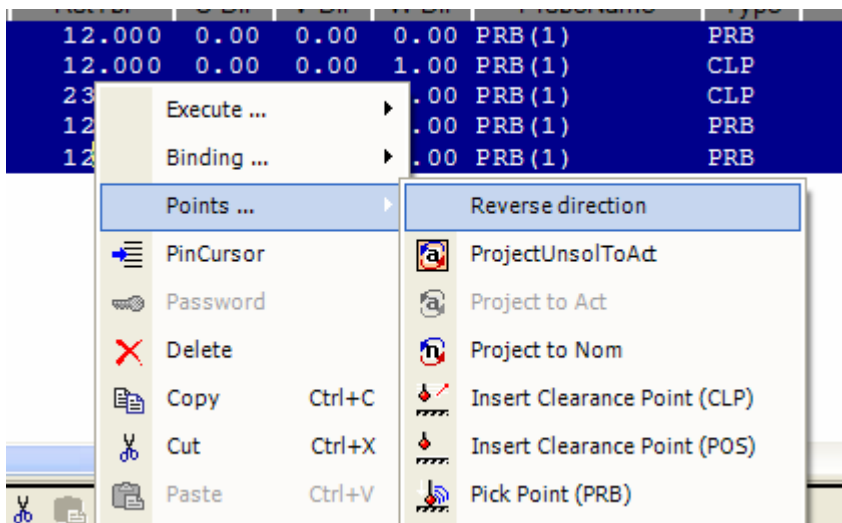 12.000 0.00 0.00 0.00 PRB(1) PRB
12.000 0.00 0.00 1.00 PRB(1) CLP
23 .00 PRB(1) CLP
12 .00 PRB(1) PRB
12 .00 PRB(1) PRB
Execute ...
Binding ...
Points ...
PinCursor
Password
Delete
Copy Ctrl+C
Cut Ctrl+X
Paste Ctrl+V
Reverse direction
ProjectUnsolToAct
Project to Act
Project to Nom
Insert Clearance Point (CLP)
Insert Clearance Point (POS)
Pick Point (PRB)